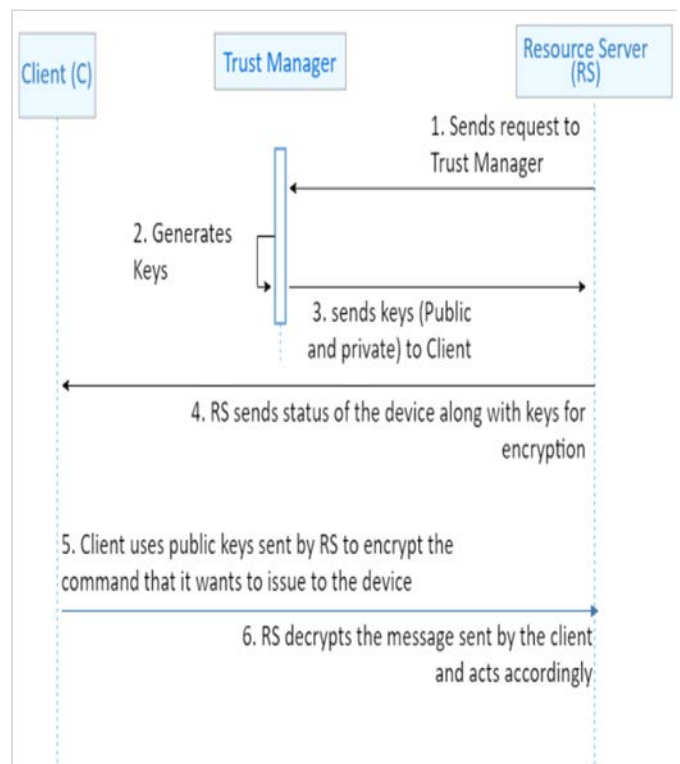 Client (C)
Trust Manager
Resource Server
(RS)
1. Sends request to
Trust Manager
2. Generates
Keys
3. sends keys (Public
and private) to Client
4. RS sends status of the device along with keys for
encryption
5. Client uses public keys sent by RS to encrypt the
command that it wants to issue to the device
6. RS decrypts the message sent by the client
and acts accordingly